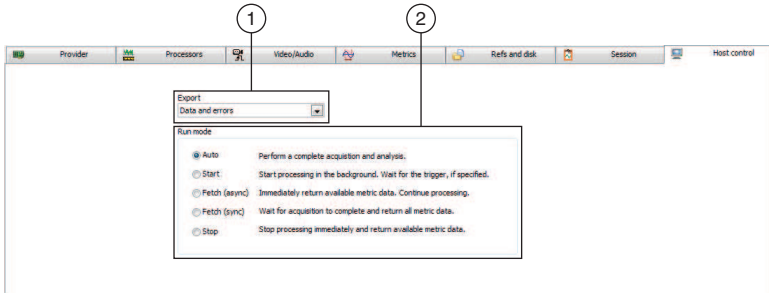 1 2
Provider Processors Video/Audio Metrics Refs and disk Session Host control
Export
Data and errors
Run mode
Auto Perform a complete acquistion and analysis.
Start Start processing in the background. Wait for the trigger, if specified.
Fetch (async) Immediately return available metric data. Continue processing.
Fetch (sync) Wait for acquisition to complete and return all metric data.
Stop Stop processing immediately and return available metric data.